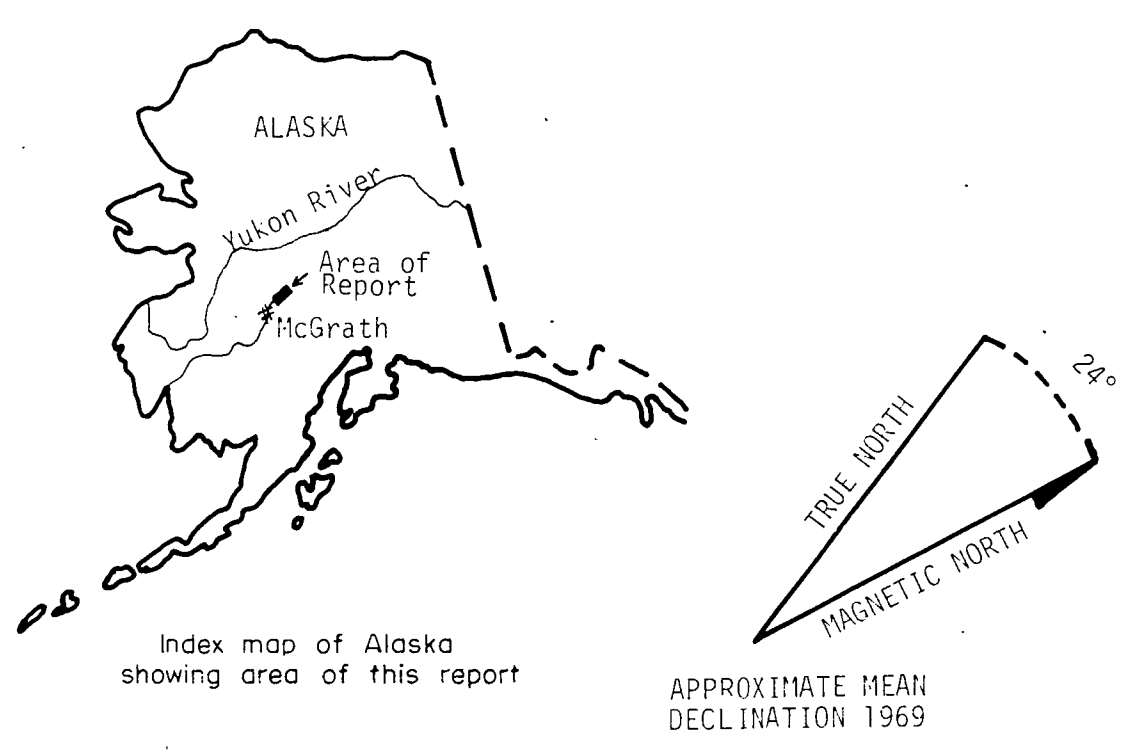 ALASKA
Yukon River
Area of
Report
McGrath
Index map of Alaska
showing area of this report
TRUE NORTH
24°
MAGNETIC NORTH
APPROXIMATE MEAN
DECLINATION 1969